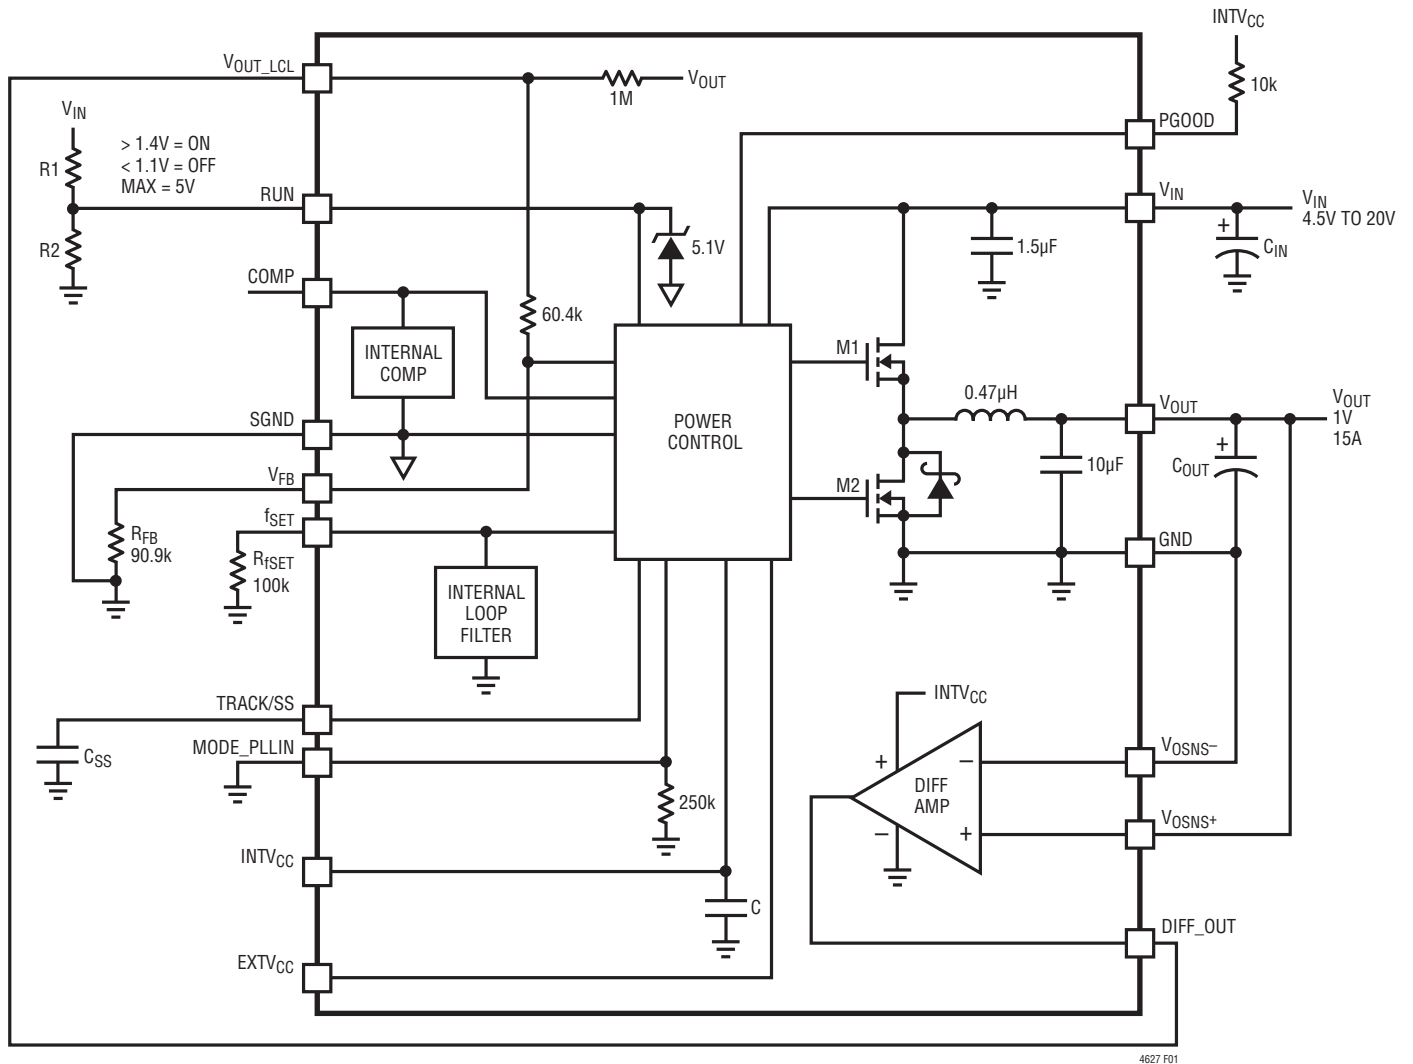 INTVCC
VOUT_LCL
VOUT
1M
10k
PGOOD
VIN
R1
R2
> 1.4V = ON
< 1.1V = OFF
MAX = 5V
RUN
5.1V
VIN
VIN
4.5V TO 20V
+
CIN
1.5µF
COMP
INTERNAL
COMP
60.4k
POWER
CONTROL
M1
0.47µH
VOUT
VOUT
1V
15A
+
COUT
10µF
M2
GND
SGND
VFB
RFB
90.9k
fSET
RfSET
100k
INTERNAL
LOOP
FILTER
TRACK/SS
CSS
MODE_PLLIN
250k
INTVCC
+
–
DIFF
AMP
–
+
VOSNS–
VOSNS+
INTVCC
C
DIFF_OUT
EXTVCC
4627 F01